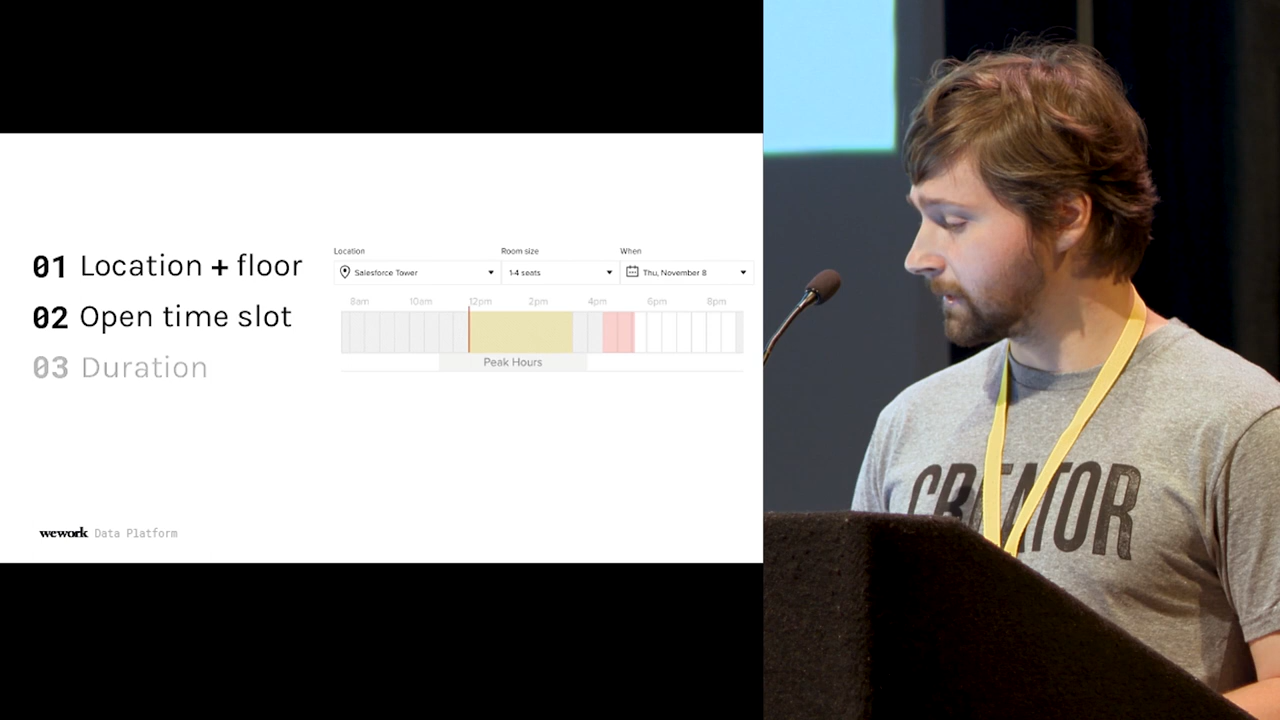 01 Location + floor
02 Open time slot
03 Duration
Location Room size When
Salesforce Tower 1-4 seats Thu, November 8
8am 10am 12pm 2pm 4pm 6pm 8pm
Peak Hours
wework Data Platform
CREATOR